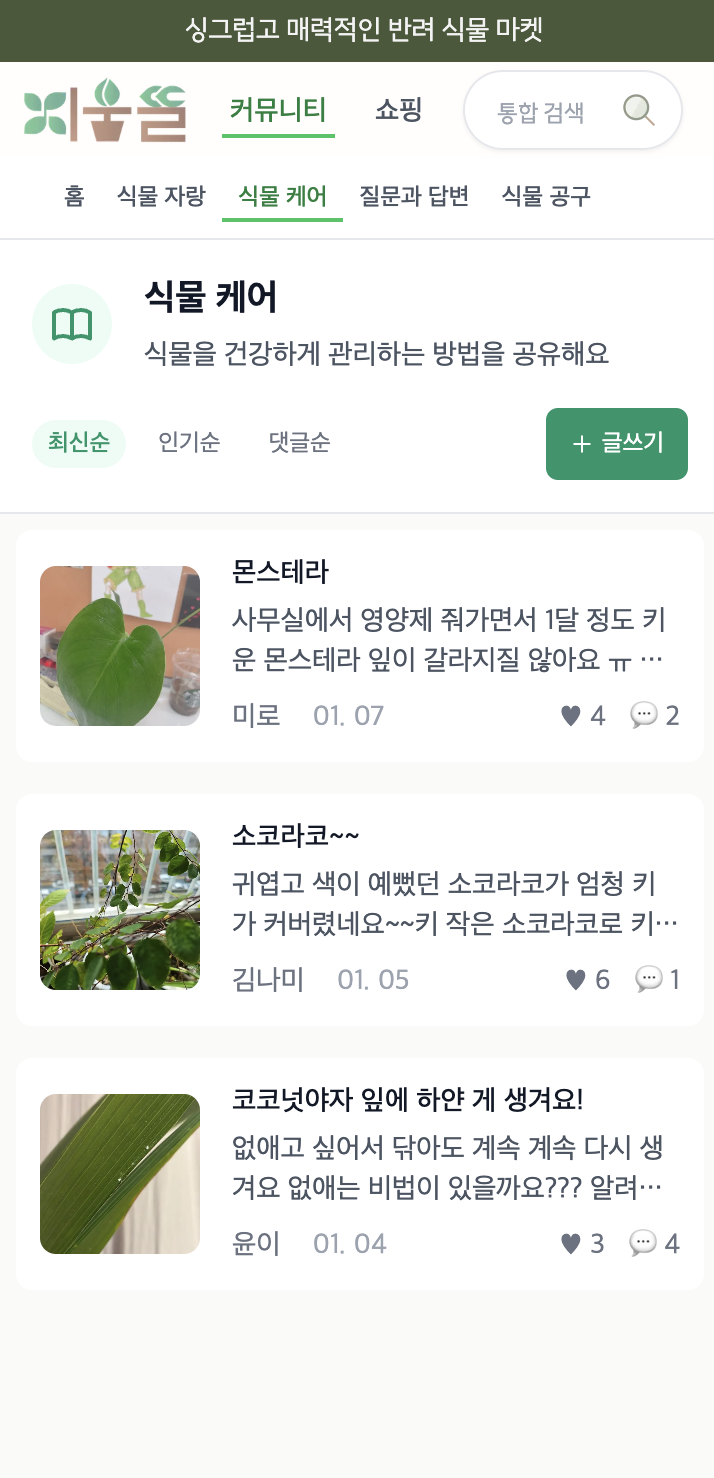 싱그럽고 매력적인 반려 식물 마켓
키움뜰
커뮤니티 쇼핑 통합 검색
홈 식물 자랑 식물 케어 질문과 답변 식물 공구
식물 케어
식물을 건강하게 관리하는 방법을 공유해요
최신순 인기순 댓글순 + 글쓰기
몬스테라
사무실에서 영양제 줘가면서 1달 정도 키
운 몬스테라 잎이 갈라지질 않아요 ㅠ …
미로 01. 07 ♥ 4 💬 2
소코라코~~
귀엽고 색이 예뻤던 소코라코가 엄청 키
가 커버렸네요~~키 작은 소코라코로 키…
김나미 01. 05 ♥ 6 💬 1
코코넛야자 잎에 하얀 게 생겨요!
없애고 싶어서 닦아도 계속 계속 다시 생
겨요 없애는 비법이 있을까요??? 알려…
윤이 01. 04 ♥ 3 💬 4